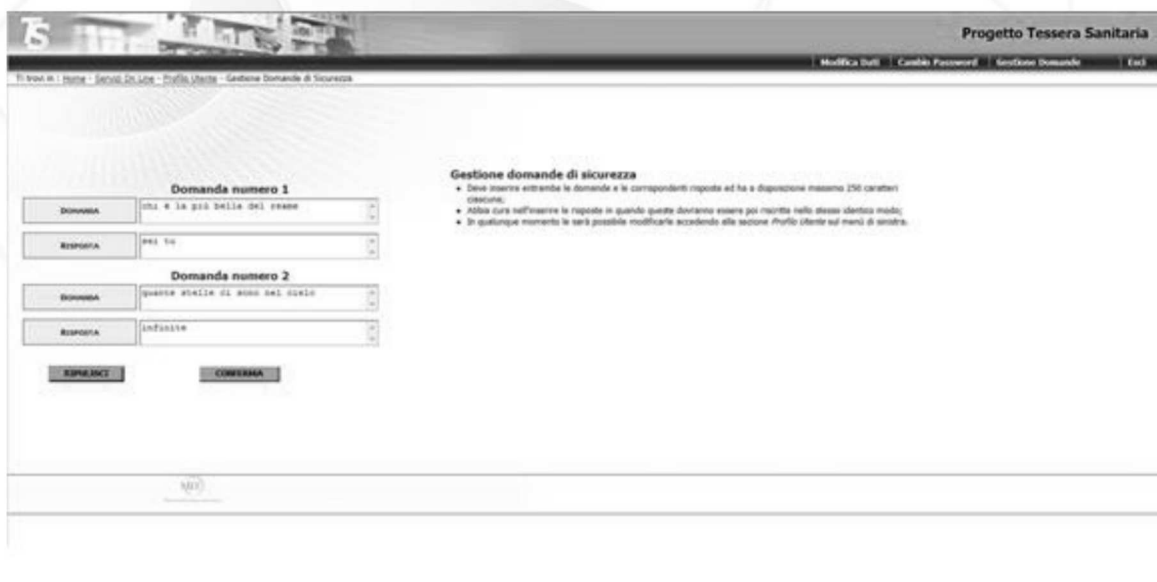 TS
Progetto Tessera Sanitaria
Modifica Dati | Cambio Password | Gestione Domande | Esci
Ti trovi in : Home - Servizi On Line - Profilo Utente - Gestione Domande di Sicurezza
Gestione domande di sicurezza
• Deve inserire entrambe le domande e le corrispondenti risposte ed ha a disposizione massimo 250 caratteri
ciascuno;
• Abbia cura nell'inserire le risposte in quando queste dovranno essere poi riscritte nello stesso identico modo;
• In qualunque momento le sarà possibile modificarle accedendo alla sezione Profilo Utente sul menù di sinistra.
Domanda numero 1
DOMANDA
chi è la più bella del reame
RISPOSTA
sei tu
Domanda numero 2
DOMANDA
quante stelle ci sono nel cielo
RISPOSTA
infinite
RIPULISCI
CONFERMA
MEF